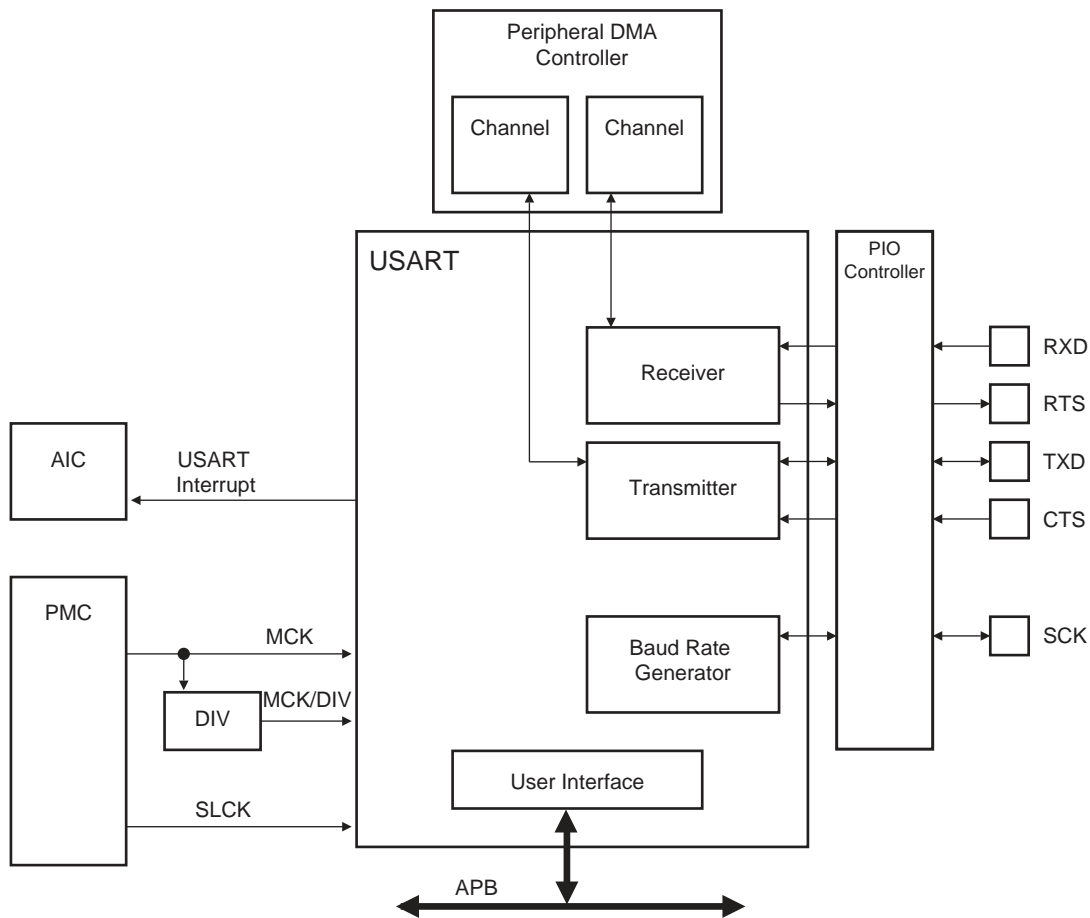 Peripheral DMA
Controller
Channel
Channel
USART
PIO
Controller
Receiver
RXD
RTS
AIC
USART
Interrupt
Transmitter
TXD
CTS
PMC
MCK
Baud Rate
Generator
SCK
DIV
MCK/DIV
User Interface
SLCK
APB